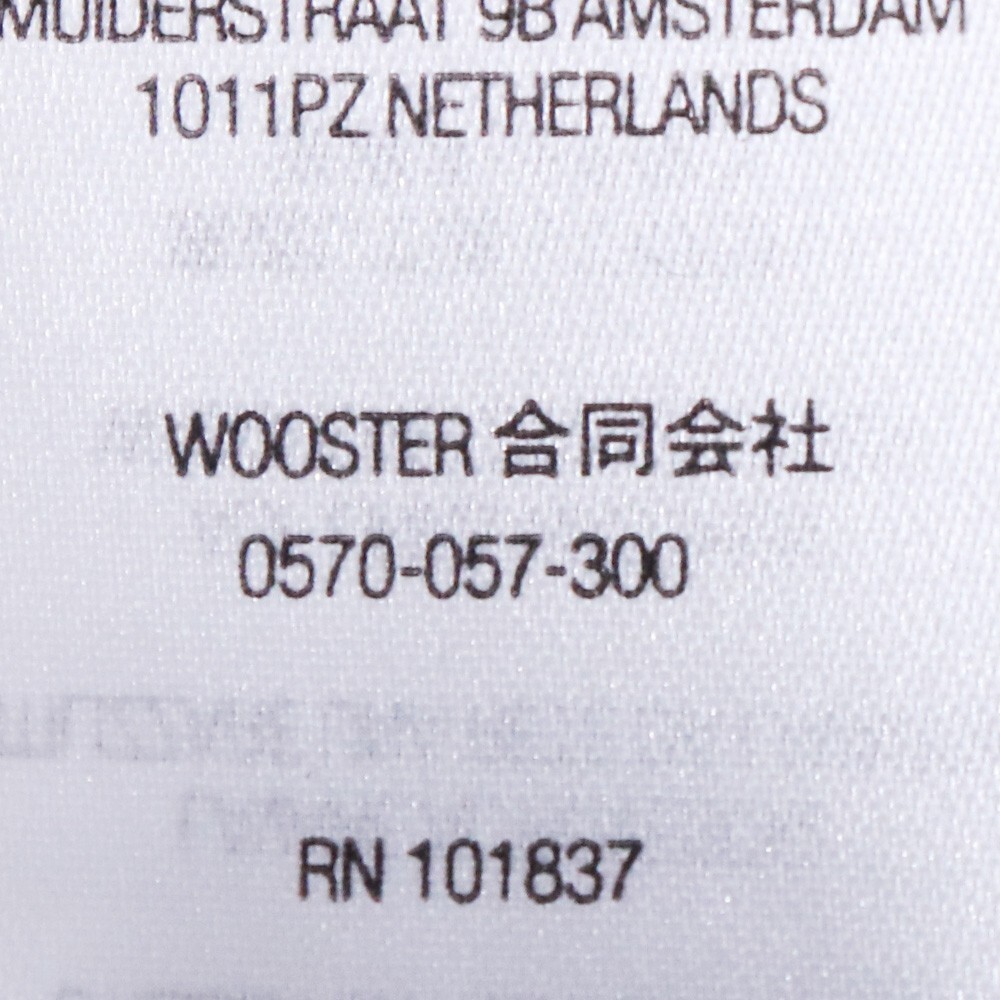 MUIDERSTRAAT 9B AMSTERDAM
1011PZ NETHERLANDS
WOOSTER 合同会社
0570-057-300
RN 101837